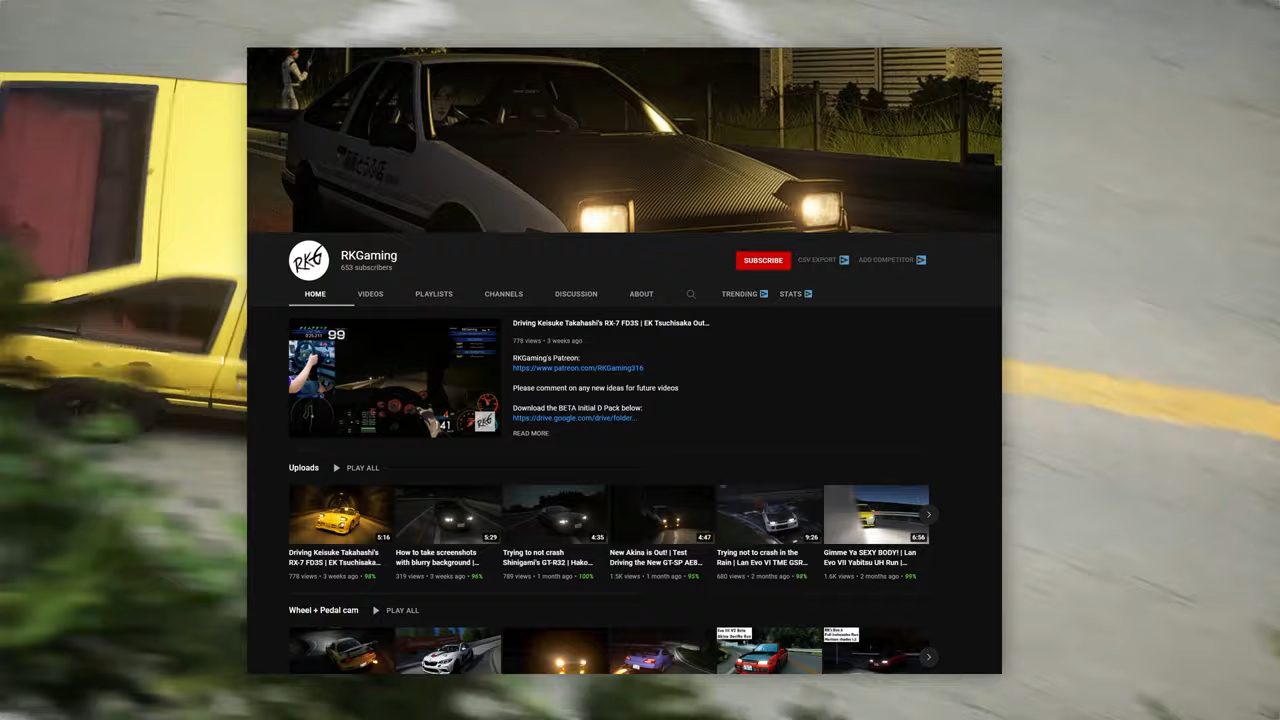 RKGaming
653 subscribers
RKG
SUBSCRIBE
CSV EXPORT
ADD COMPETITOR
HOME
VIDEOS
PLAYLISTS
CHANNELS
DISCUSSION
ABOUT
TRENDING
STATS
99
141
RKG
Driving Keisuke Takahashi's RX-7 FD3S | EK Tsuchisaka Out...
778 views • 3 weeks ago
RKGaming's Patreon:
https://www.patreon.com/RKGaming316
Please comment on any new ideas for future videos
Download the BETA Initial D Pack below:
https://drive.google.com/drive/folder...
READ MORE
Uploads
PLAY ALL
5:16
5:29
4:35
4:47
9:26
6:56
Driving Keisuke Takahashi's
RX-7 FD3S | EK Tsuchisaka...
778 views • 3 weeks ago • 98%
How to take screenshots
with blurry background |...
319 views • 3 weeks ago • 96%
Trying to not crash
Shinigami's GT-R32 | Hako...
789 views • 1 month ago • 100%
New Akina is Out! | Test
Driving the New GT-SP AE8...
1.5K views • 1 month ago • 95%
Trying not to crash in the
Rain | Lan Evo VI TME GSR...
680 views • 2 months ago • 98%
Gimme Ya SEXY BODY! | Lan
Evo VII Yabitsu UH Run |...
1.6K views • 2 months ago • 99%
Wheel + Pedal cam
PLAY ALL